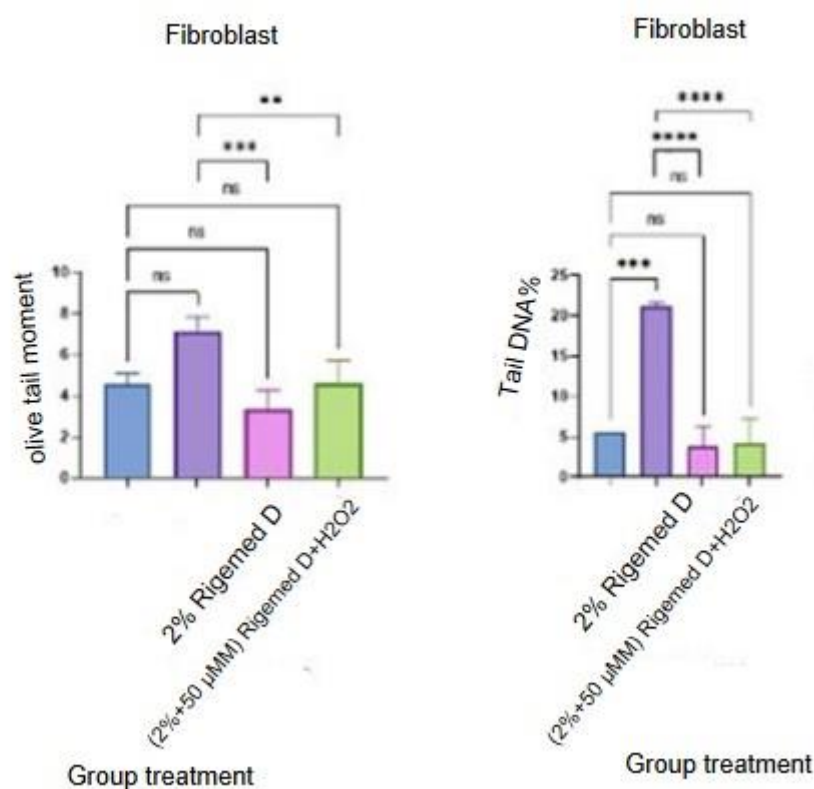 Fibroblast
**
***
ns
ns
ns
olive tail moment
10
8
6
4
2
0
2% Rigemed D
(2%+50 µMM) Rigemed D+H2O2
Group treatment
Fibroblast
****
****
ns
ns
***
Tail DNA%
25
20
15
10
5
0
2% Rigemed D
(2%+50 µMM) Rigemed D+H2O2
Group treatment